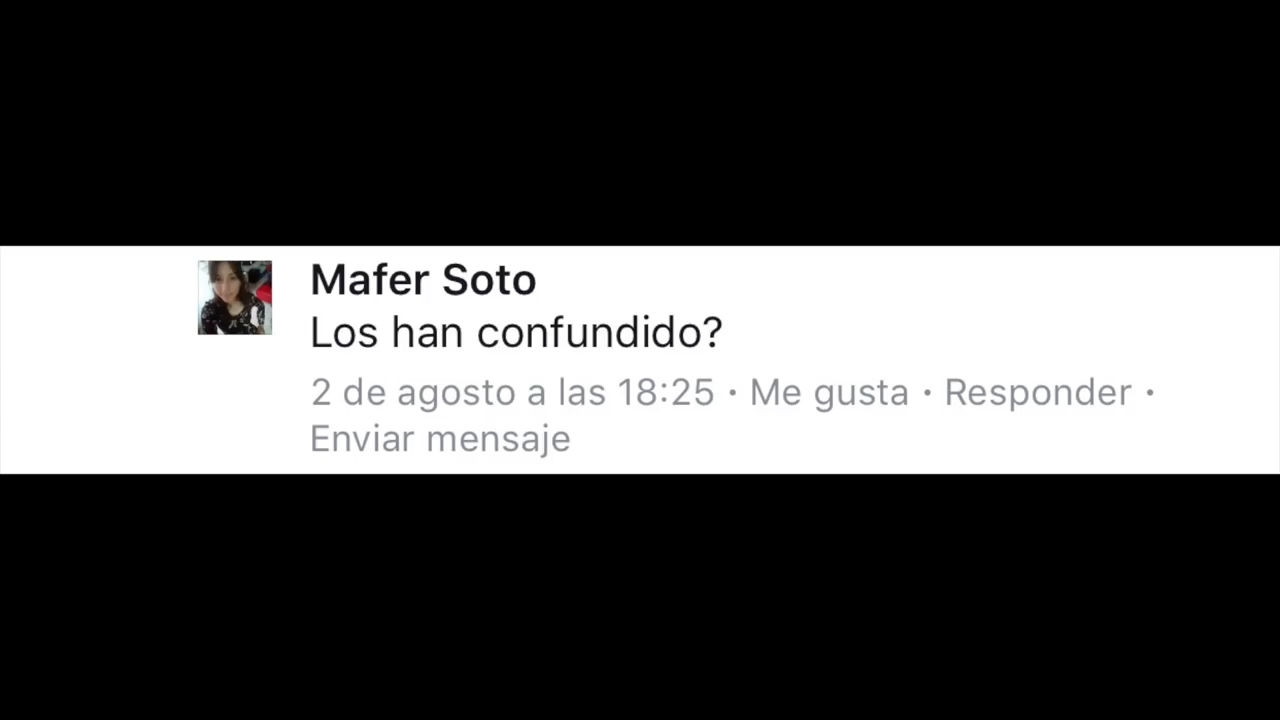 Mafer Soto
Los han confundido?
2 de agosto a las 18:25 · Me gusta · Responder ·
Enviar mensaje